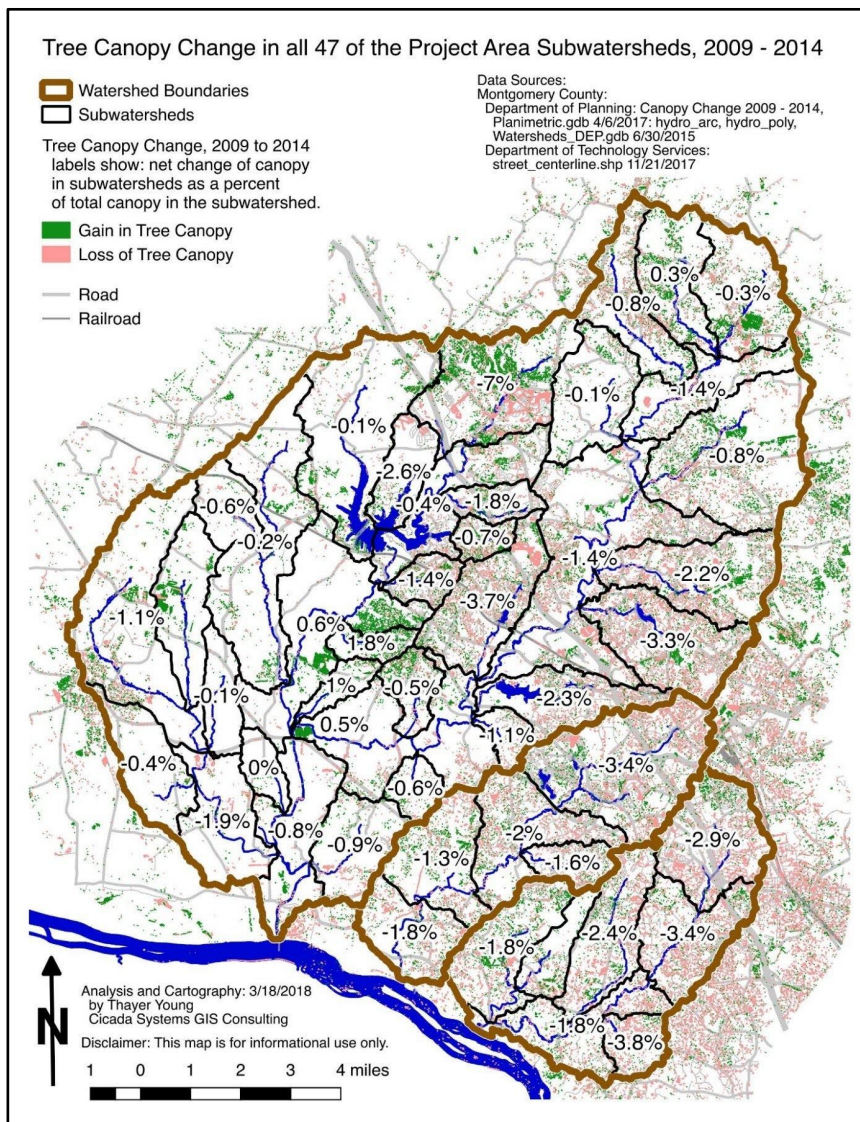 Tree Canopy Change in all 47 of the Project Area Subwatersheds, 2009 - 2014
Watershed Boundaries
Subwatersheds
Tree Canopy Change, 2009 to 2014
labels show: net change of canopy
in subwatersheds as a percent
of total canopy in the subwatershed.
Gain in Tree Canopy
Loss of Tree Canopy
Road
Railroad
Data Sources:
Montgomery County:
Department of Planning: Canopy Change 2009 - 2014,
Planimetric.gdb 4/6/2017: hydro_arc, hydro_poly,
Watersheds_DEP.gdb 6/30/2015
Department of Technology Services:
street_centerline.shp 11/21/2017
0.3%
-0.3%
-0.8%
-7%
-0.1%
-1.4%
-0.1%
-0.8%
-2.6%
-0.4%
-1.8%
-0.6%
-0.2%
-0.7%
-1.4%
-1.4%
-2.2%
-3.7%
-1.1%
0.6%
1.8%
-3.3%
-0.1%
1%
-0.5%
-2.3%
0.5%
-1.1%
-0.4%
0%
-0.6%
-3.4%
-1.9%
-0.8%
-0.9%
-2%
-2.9%
-1.3%
-1.6%
-1.8%
-1.8%
-2.4%
-3.4%
-1.8%
-3.8%
N
Analysis and Cartography: 3/18/2018
by Thayer Young
Cicada Systems GIS Consulting
Disclaimer: This map is for informational use only.
1 0 1 2 3 4 miles